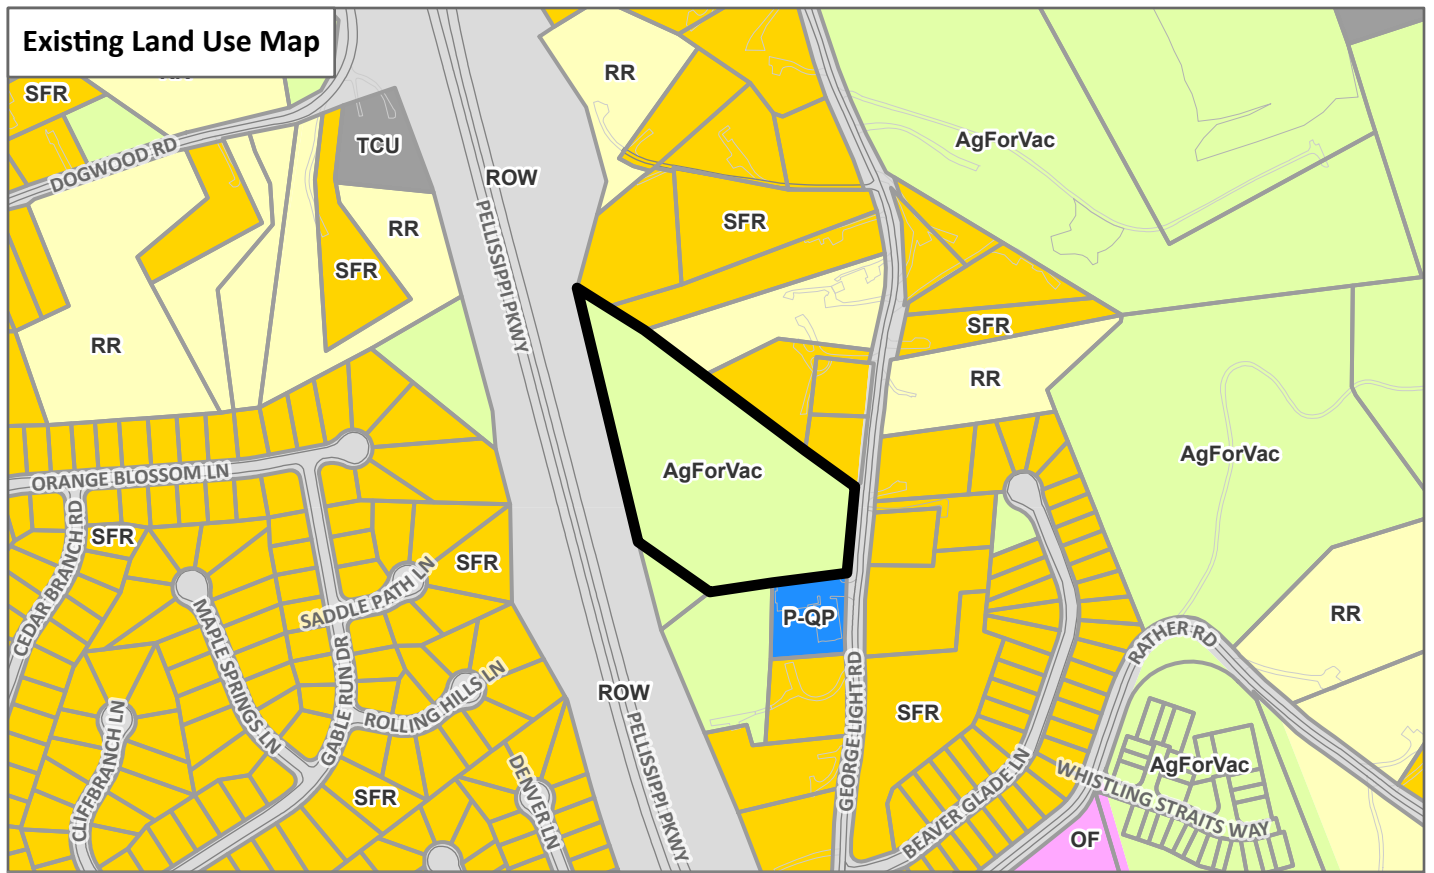 Existing Land Use Map
SFR
RR
TCU
AgForVac
DOGWOOD RD
ROW
PELLISSIPPI PKWY
RR
SFR
SFR
SFR
RR
RR
AgForVac
AgForVac
ORANGE BLOSSOM LN
CEDAR BRANCH RD
SFR
SFR
SADDLE PATH LN
MAPLE SPRINGS LN
GABLE RUN DR
ROLLING HILLS LN
P-QP
RR
RATHER RD
ROW
PELLISSIPPI PKWY
GEORGE LIGHT RD
SFR
CLIFFBRANCH LN
SFR
DENVER LN
BEAVER GLADE LN
AgForVac
WHISTLING STRAITS WAY
OF